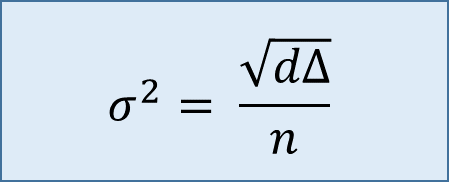 σ² = √(dΔ) / n